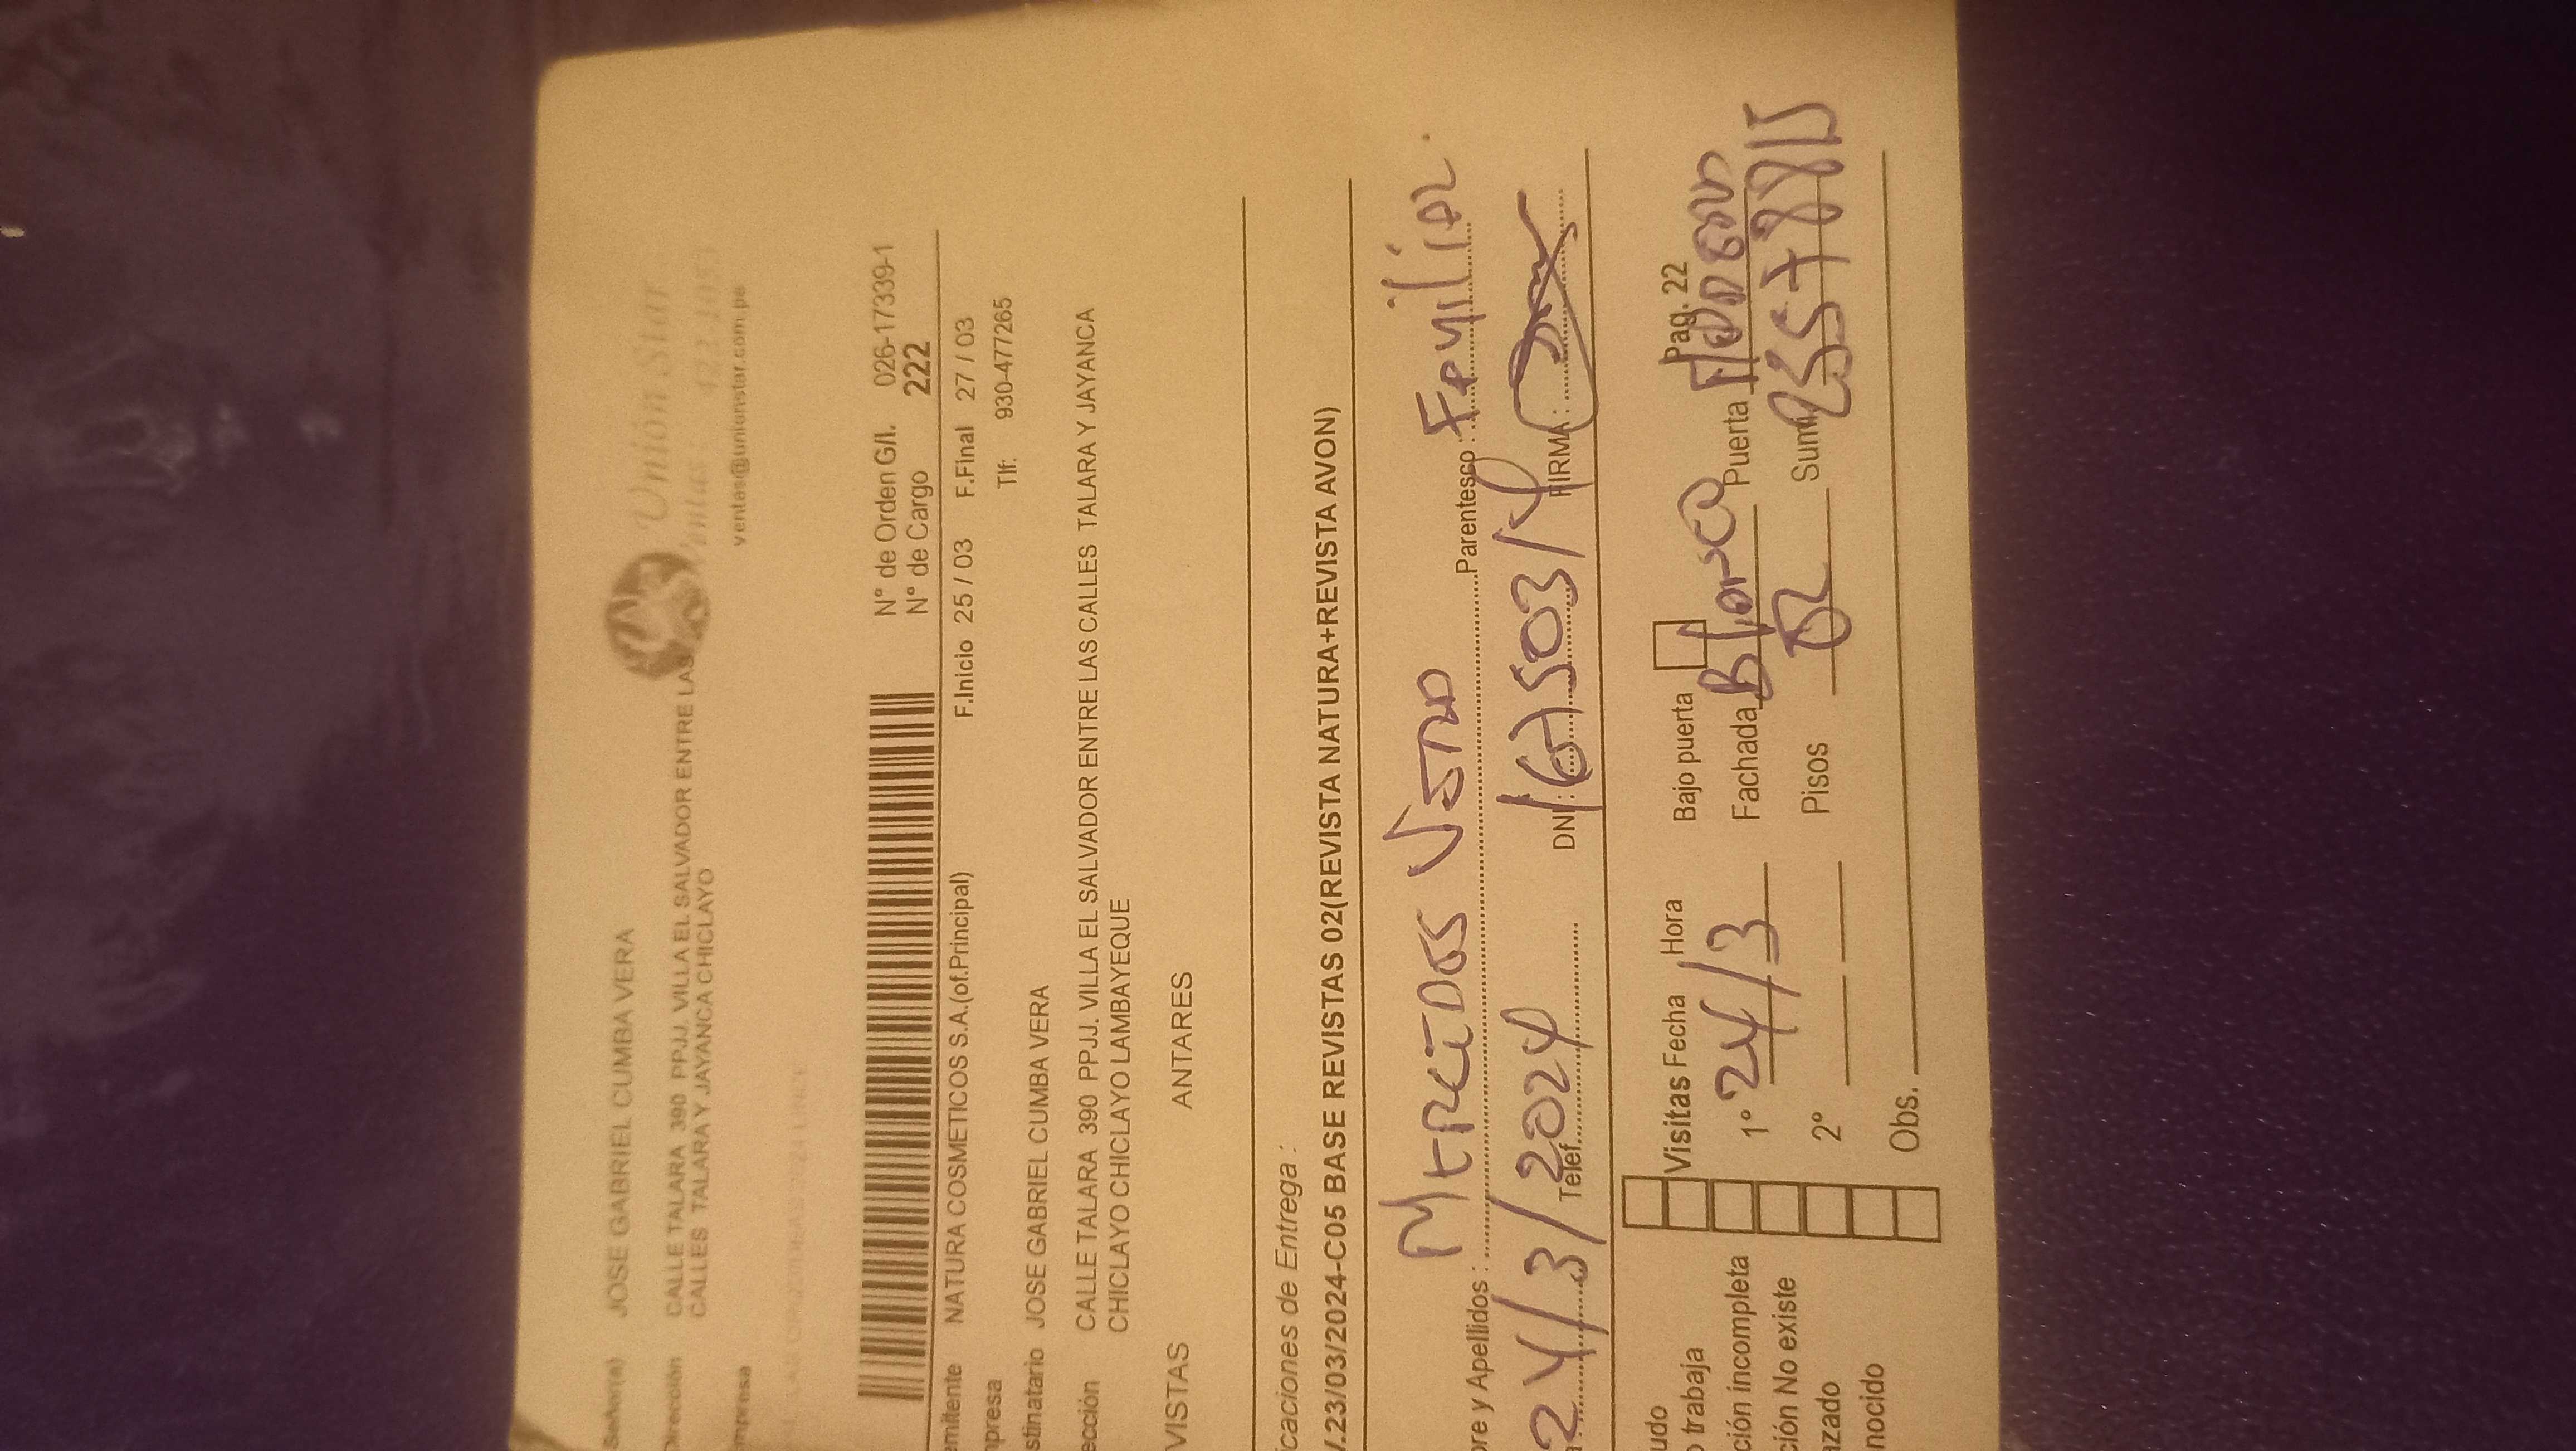 Señor(a) JOSE GABRIEL CUMBA VERA
Dirección CALLE TALARA 390 PPJJ. VILLA EL SALVADOR ENTRE LAS
CALLES TALARA Y JAYANCA CHICLAYO
mpresa
Unión Star
ventas@unionstar.com.pe
N° de Orden G/I. 026-17339-1
N° de Cargo 222
emitente NATURA COSMETICOS S.A.(of.Principal) F.Inicio 25 / 03 F.Final 27 / 03
npresa Tlf: 930-477265
stinatario JOSE GABRIEL CUMBA VERA
ección CALLE TALARA 390 PPJJ. VILLA EL SALVADOR ENTRE LAS CALLES TALARA Y JAYANCA
CHICLAYO CHICLAYO LAMBAYEQUE
VISTAS ANTARES
caciones de Entrega :
/.23/03/2024-C05 BASE REVISTAS 02(REVISTA NATURA+REVISTA AVON)
re y Apellidos : Parentesco : Familiar.
24/3/2024 Telef. DNI: FIRMA :
udo
trabaja
ción incompleta
ción No existe
azado
nocido
Visitas Fecha Hora Bajo puerta Pag. 22
1° 24/3 Fachada Blanco Puerta
2° Pisos 02 Sum
Obs.